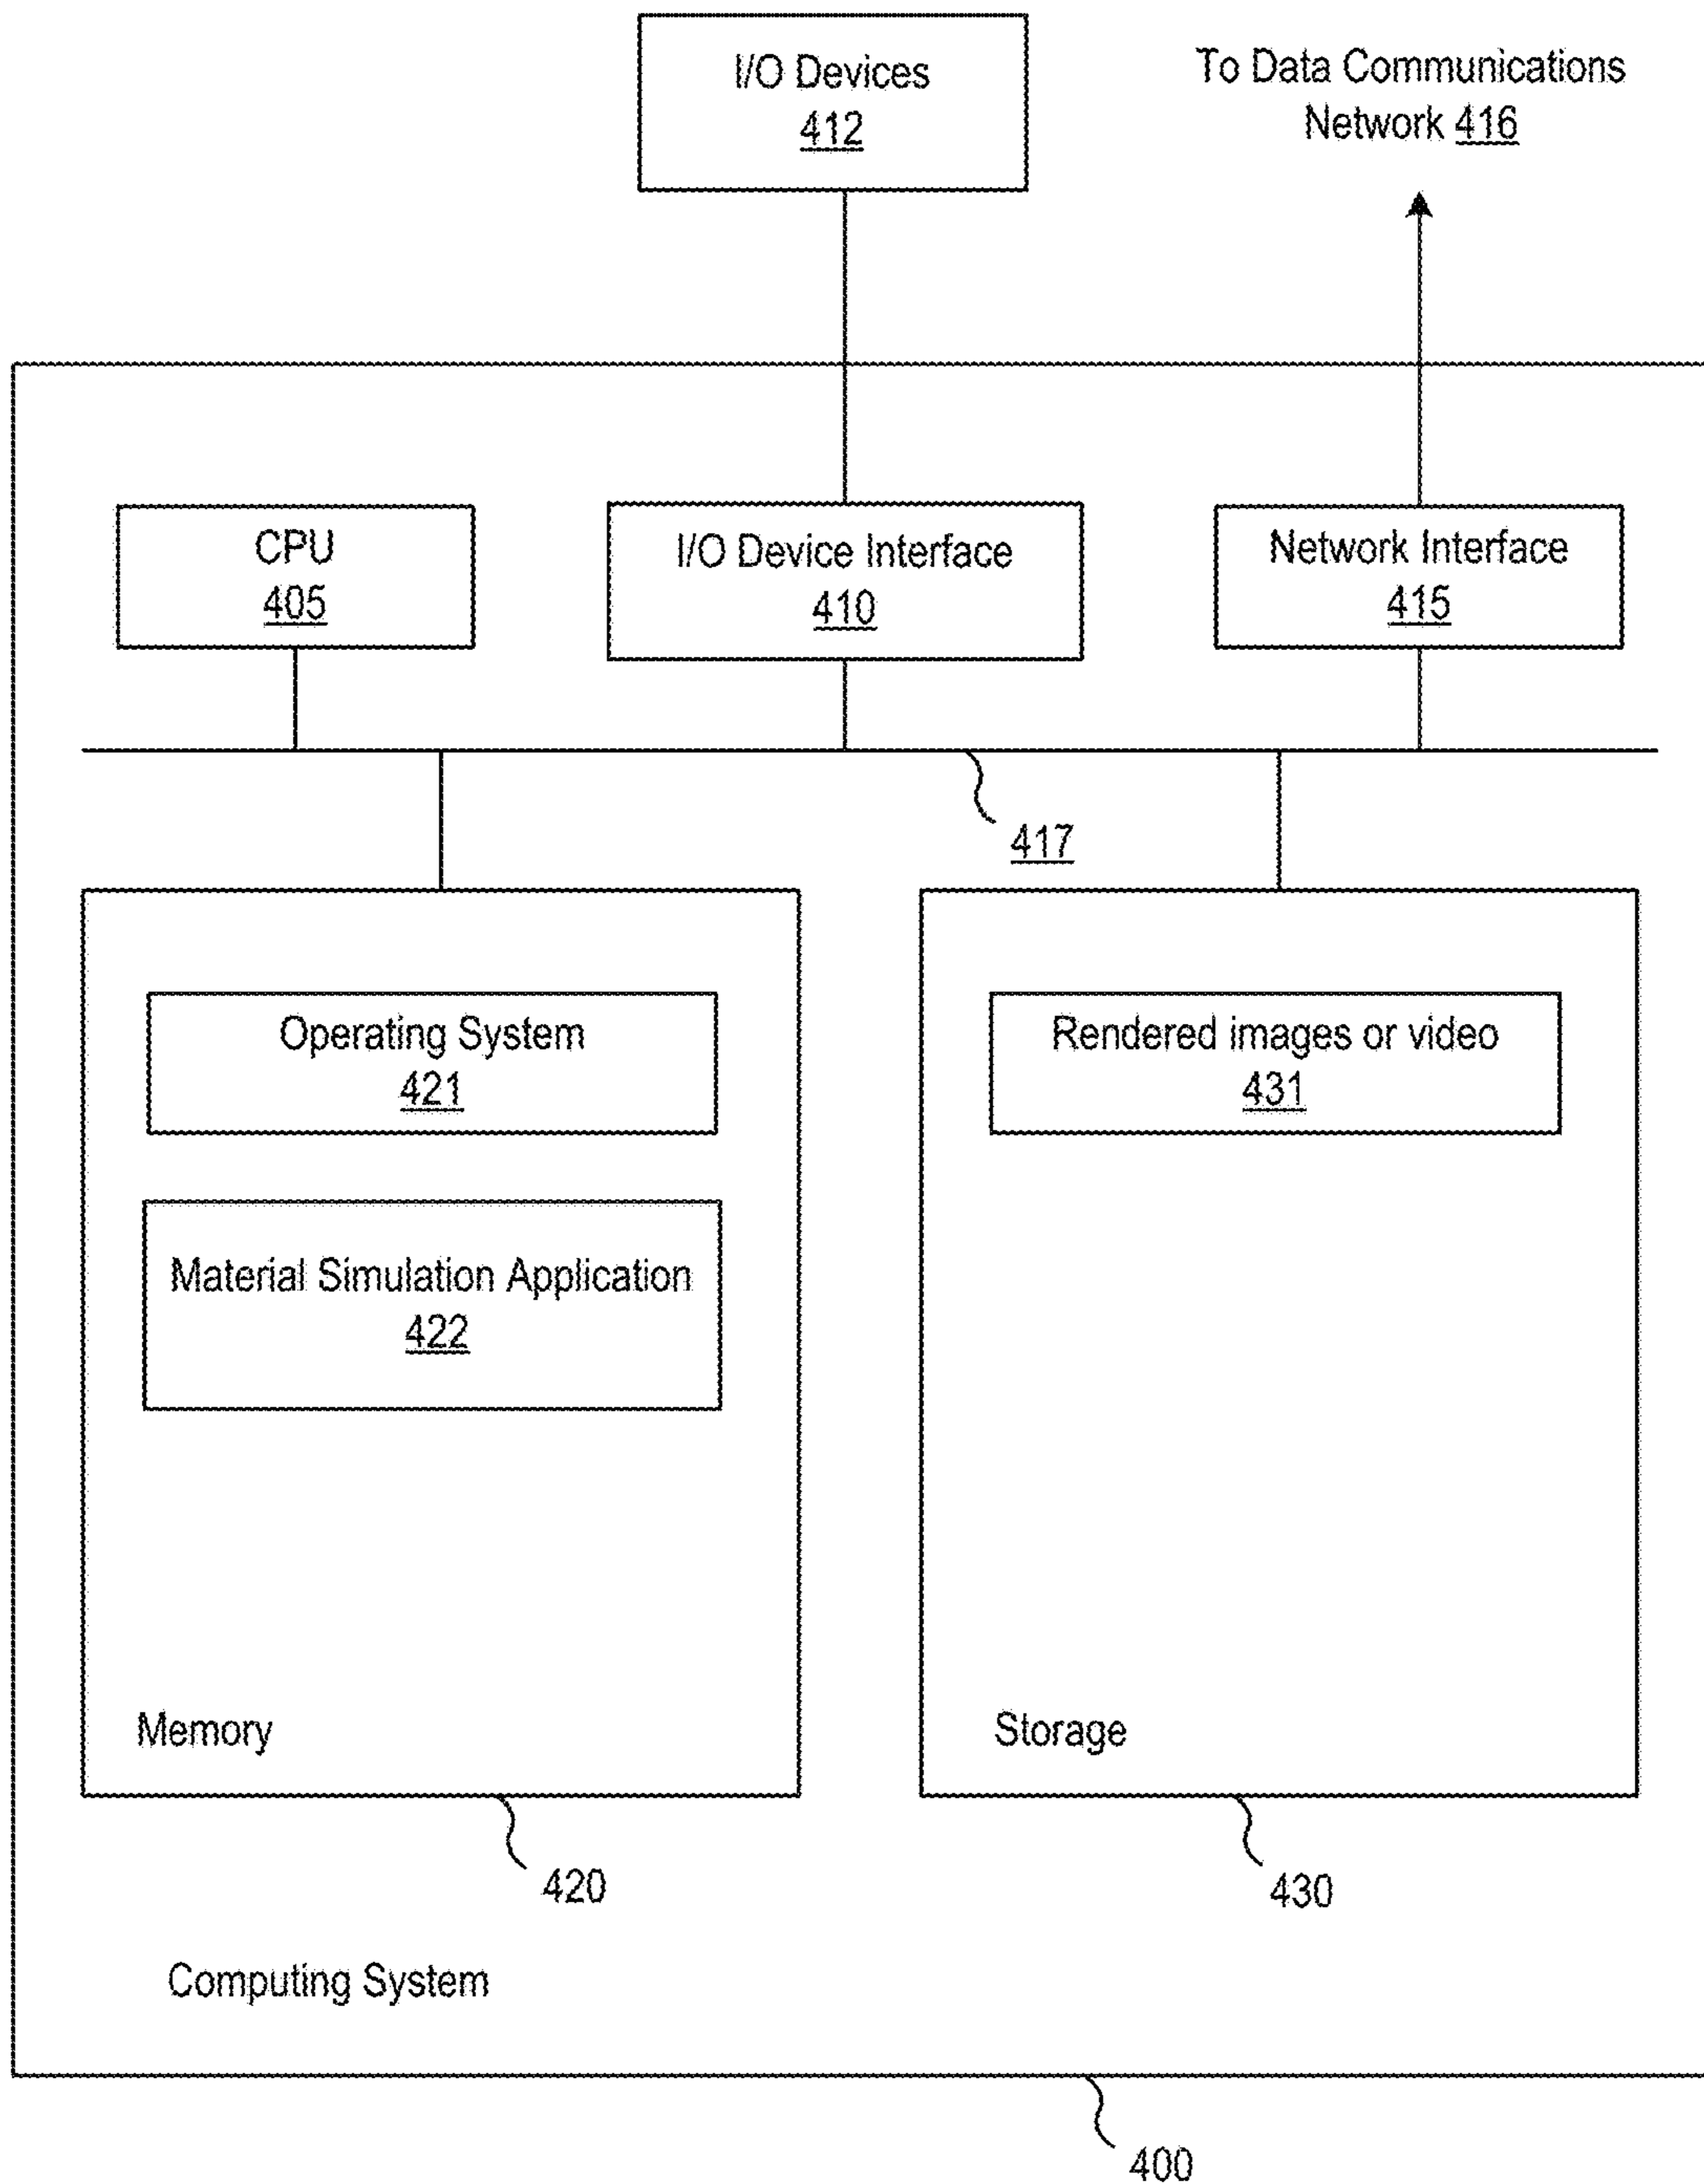 I/O Devices
412
To Data Communications
Network 416
CPU
405
I/O Device Interface
410
Network Interface
415
417
Operating System
421
Material Simulation Application
422
Memory
420
Rendered images or video
431
Storage
430
Computing System
400